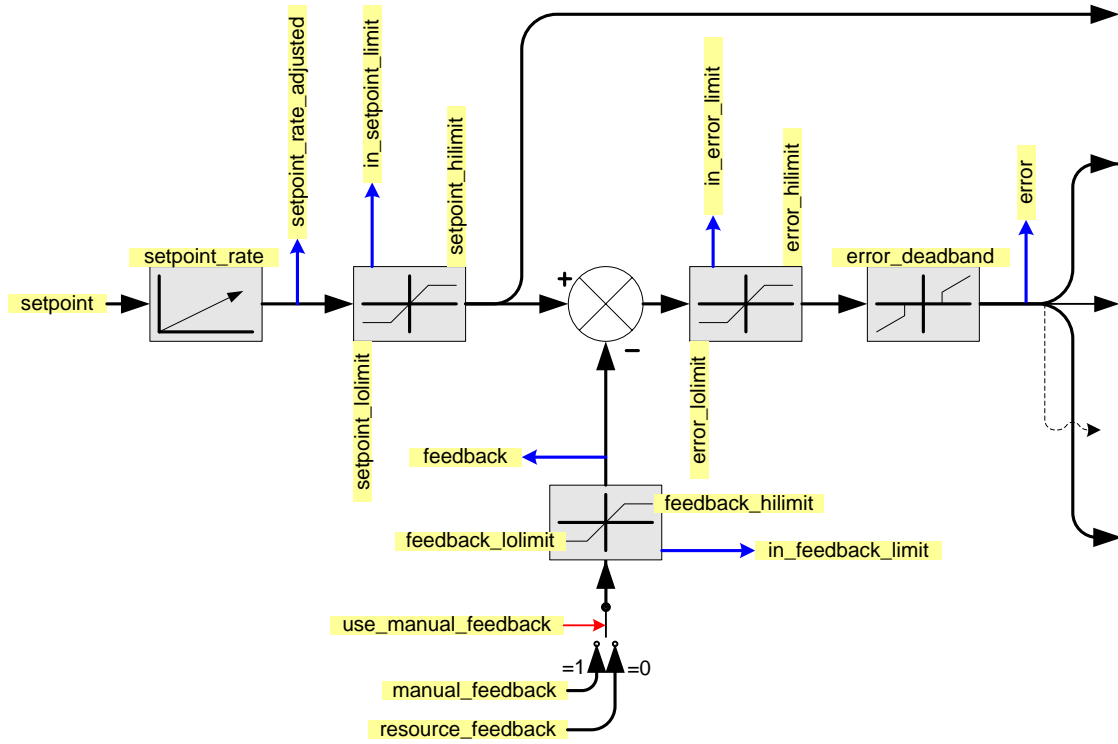 setpoint_rate_adjusted
in_setpoint_limit
setpoint_hilimit
in_error_limit
error_hilimit
error
setpoint_rate
error_deadband
setpoint
+
−
setpoint_lolimit
error_lolimit
feedback
feedback_hilimit
feedback_lolimit
in_feedback_limit
use_manual_feedback
=1
=0
manual_feedback
resource_feedback